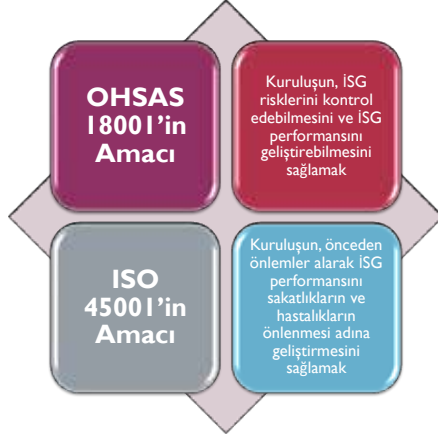 OHSAS
18001’in
Amacı
Kuruluşun, İSG
risklerini kontrol
edebilmesini ve İSG
performansını
geliştirebilmesini
sağlamak
ISO
45001’in
Amacı
Kuruluşun, önceden
önlemler alarak İSG
performansını
sakatlıkların ve
hastalıkların
önlenmesi adına
geliştirmesini
sağlamak